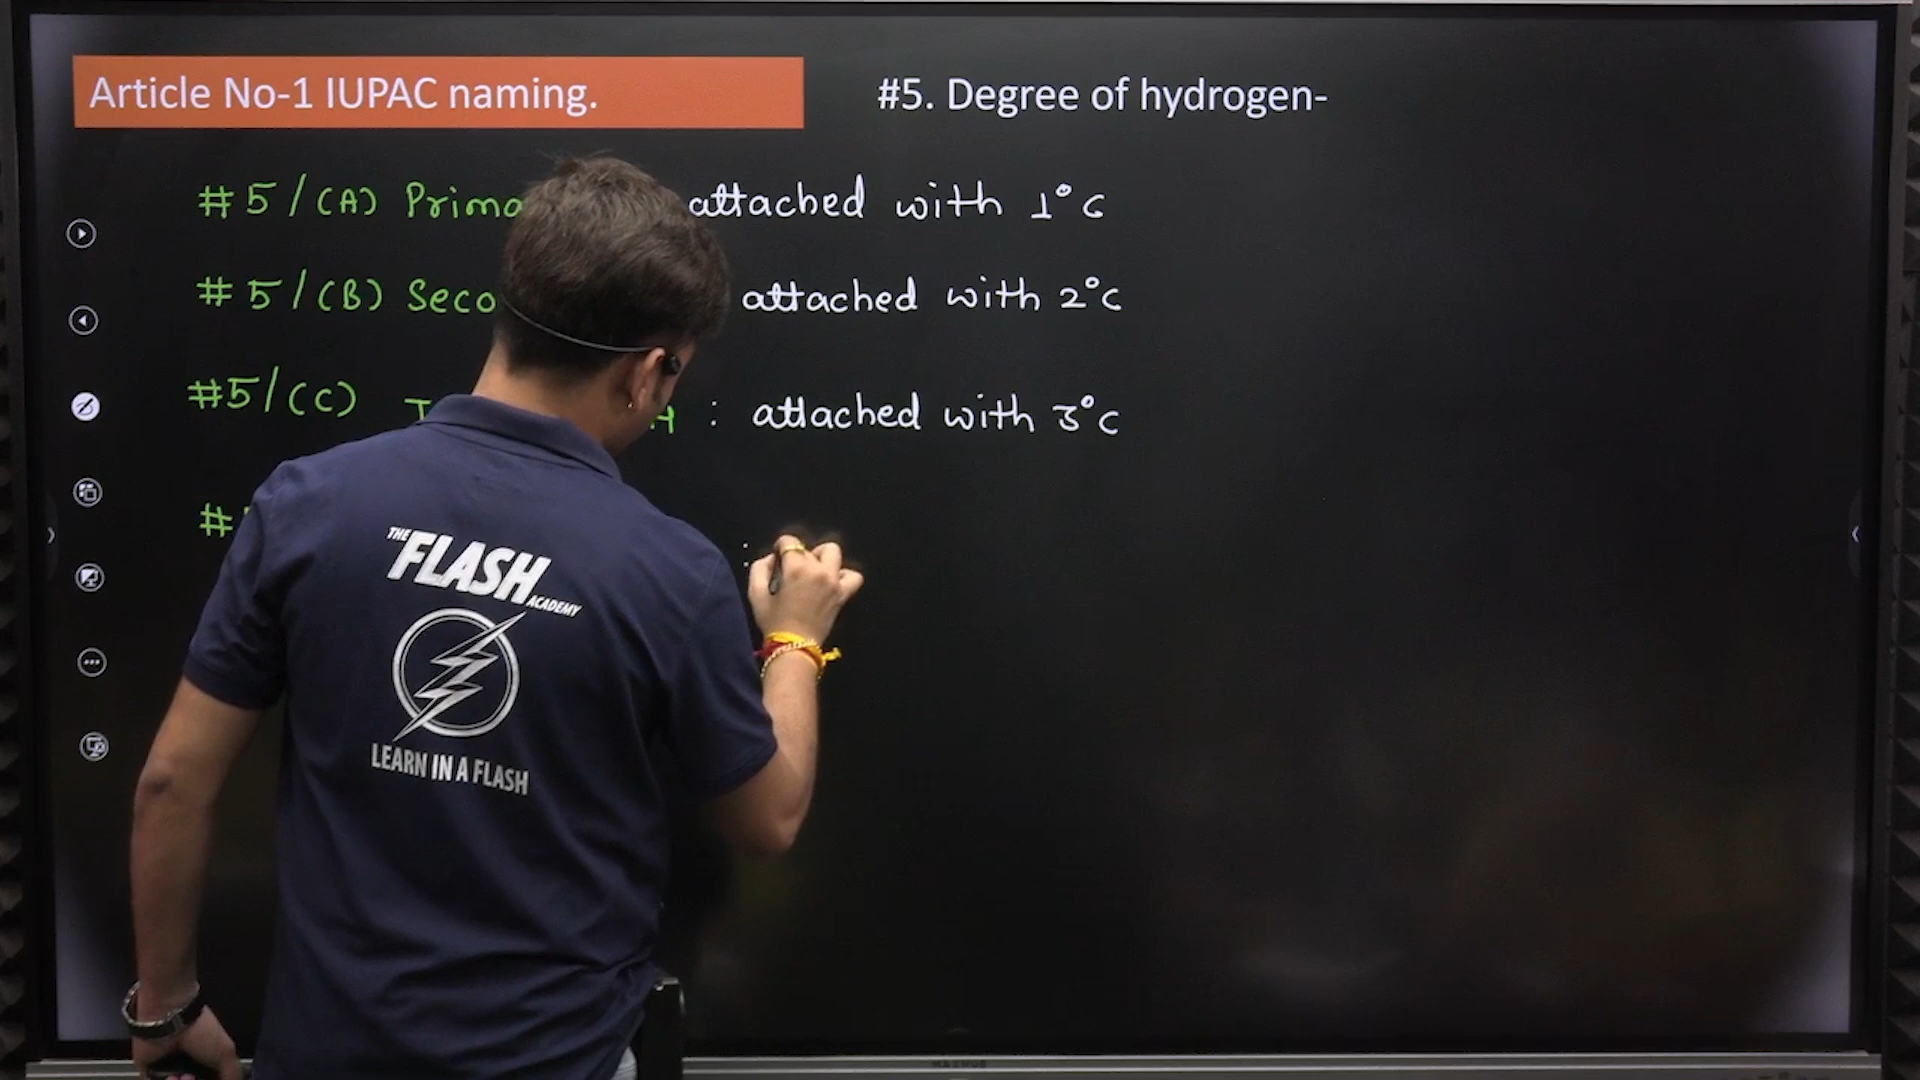 Article No-1 IUPAC naming.
#5. Degree of hydrogen-
#5/(A) Prima attached with 1°C
#5/(B) Seco attached with 2°C
#5/(C) H : attached with 3°C
# :
THE
FLASH
ACADEMY
LEARN IN A FLASH